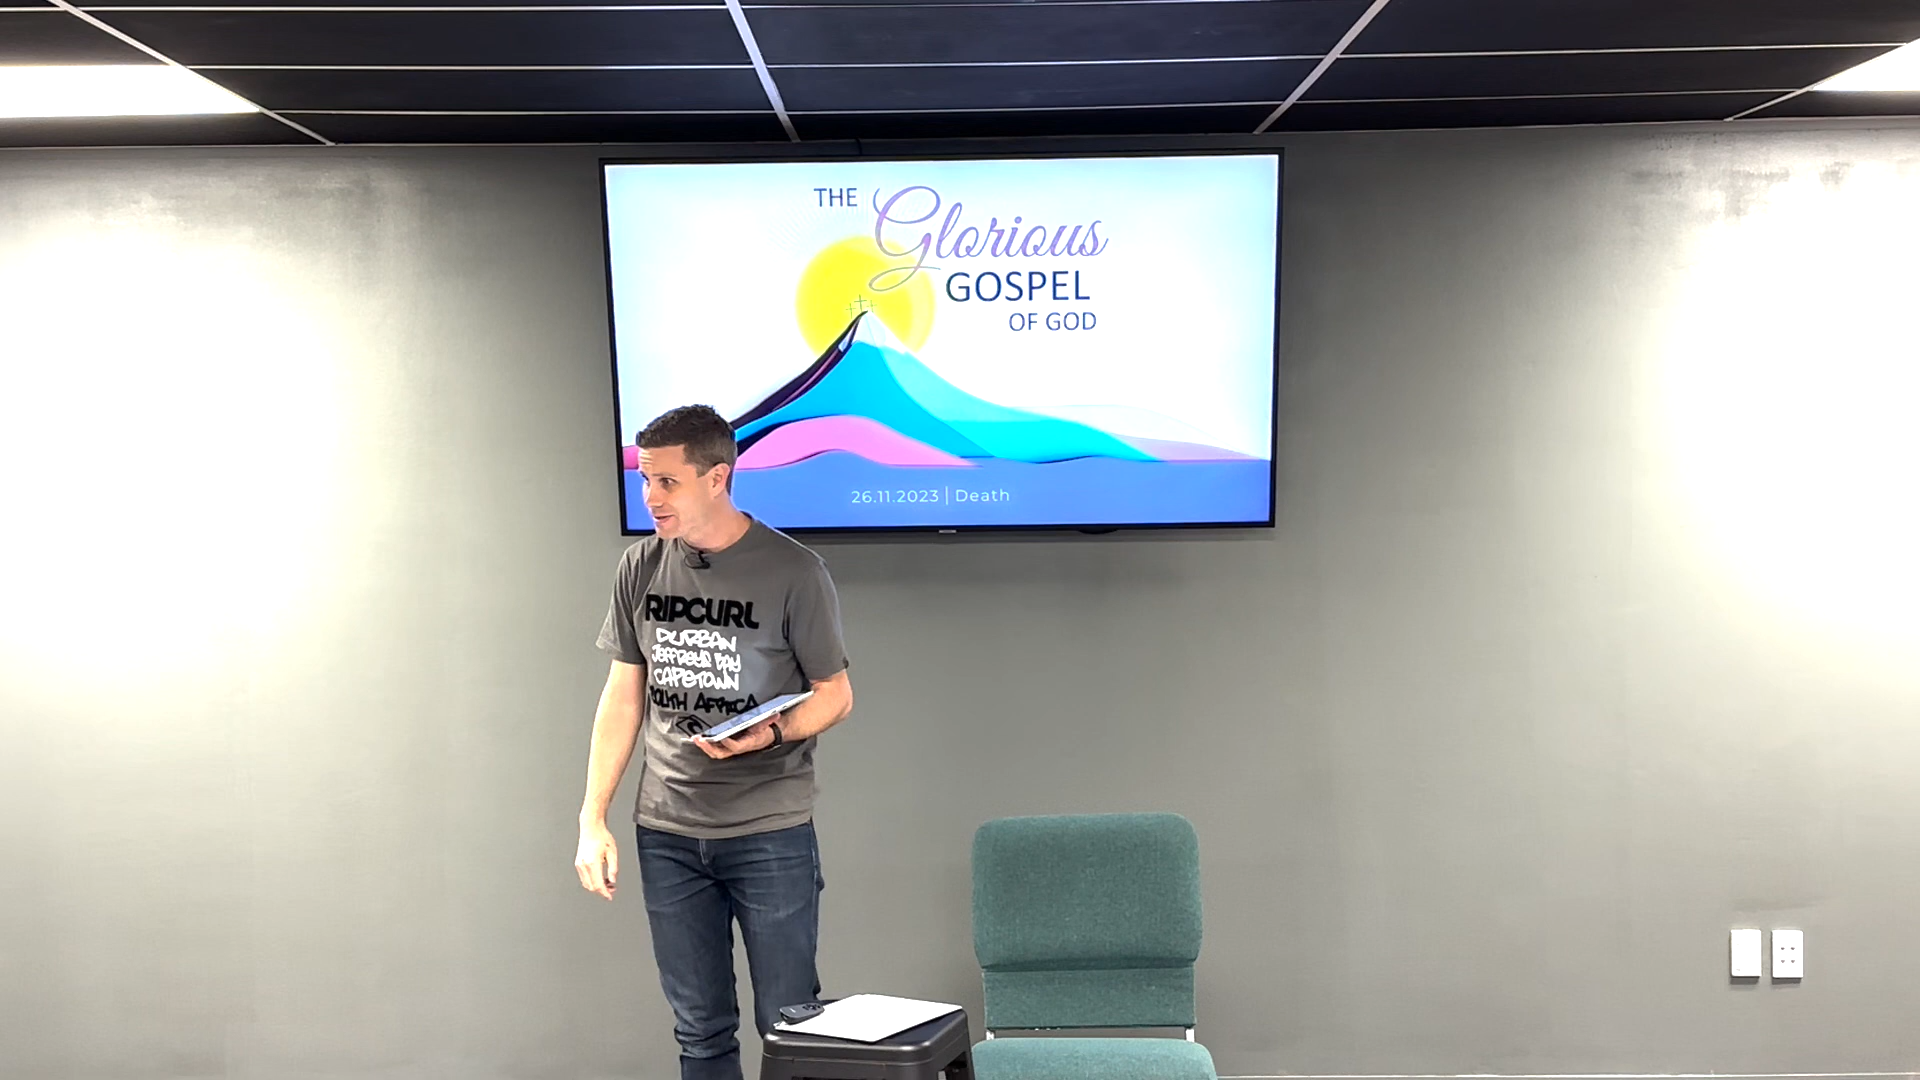 THE Glorious
GOSPEL
OF GOD
26.11.2023 | Death
RIPCURL
DURBAN
JEFFREYS BAY
CAPETOWN
SOUTH AFRICA